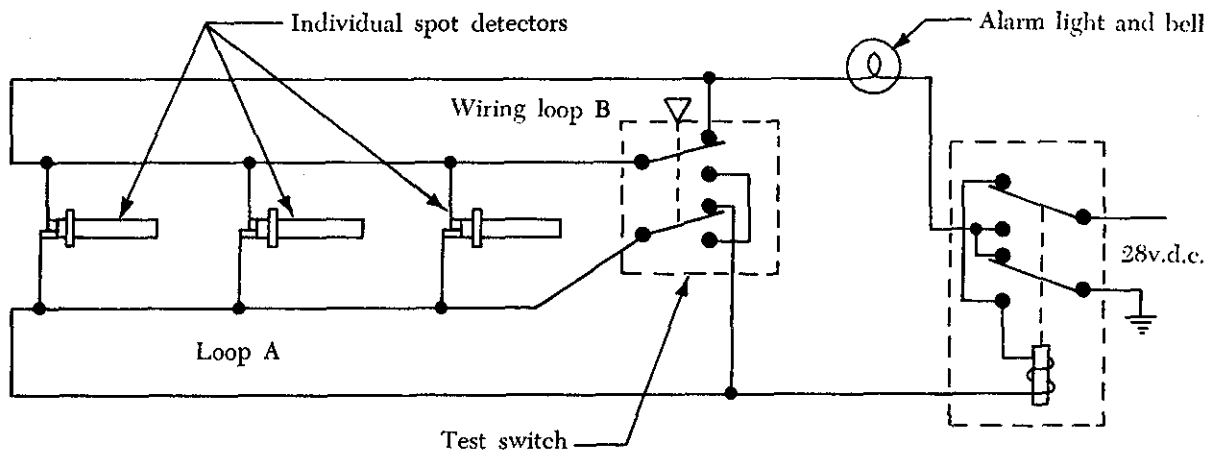 Individual spot detectors
Alarm light and bell
Wiring loop B
28v.d.c.
Loop A
Test switch